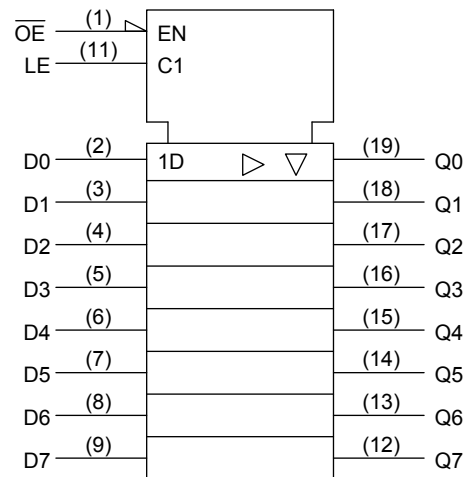 O̅E̅ (1) EN
LE (11) C1
D0 (2) 1D (19) Q0
D1 (3) (18) Q1
D2 (4) (17) Q2
D3 (5) (16) Q3
D4 (6) (15) Q4
D5 (7) (14) Q5
D6 (8) (13) Q6
D7 (9) (12) Q7